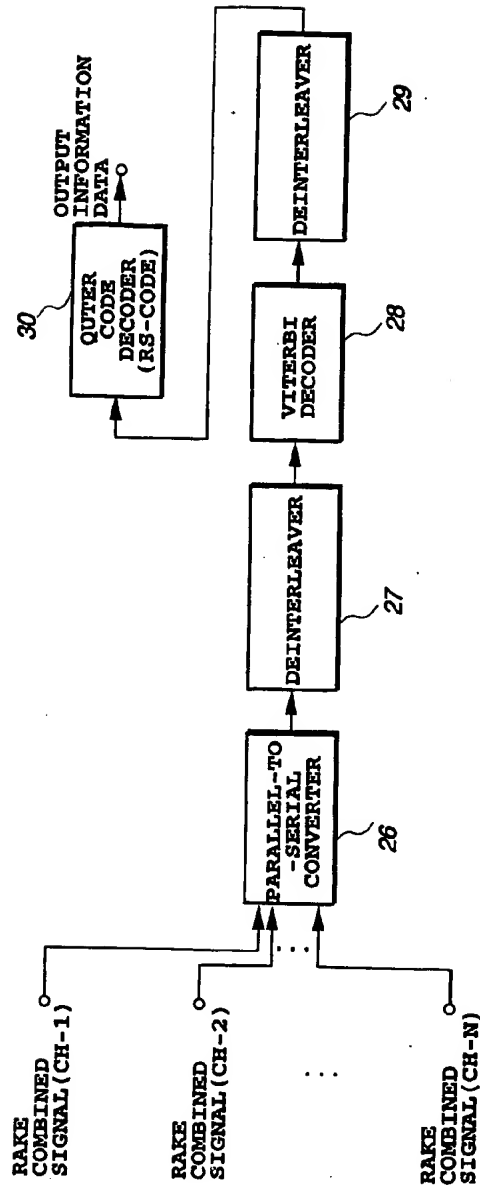 RAKE
COMBINED
SIGNAL(CH-1)
RAKE
COMBINED
SIGNAL(CH-2)
...
RAKE
COMBINED
SIGNAL(CH-N)
...
PARALLEL-TO
-SERIAL
CONVERTER
26
DEINTERLEAVER
27
VITERBI
DECODER
28
DEINTERLEAVER
29
QUTER
CODE
DECODER
(RS-CODE)
30
OUTPUT
INFORMATION
DATA